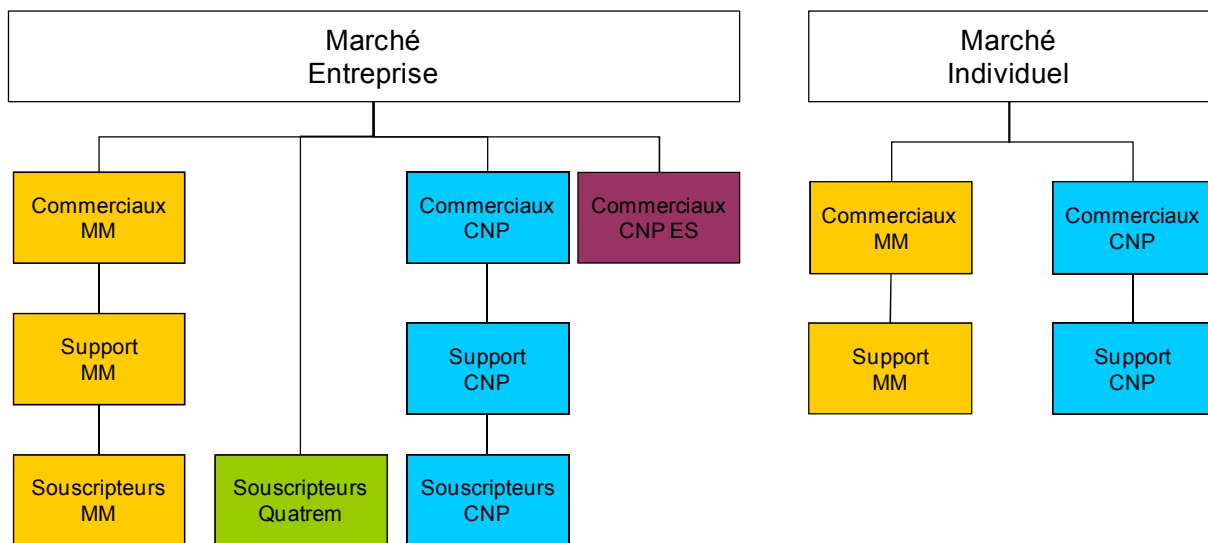 Marché
Entreprise
Marché
Individuel
Commerciaux
MM
Commerciaux
CNP
Commerciaux
CNP ES
Commerciaux
MM
Commerciaux
CNP
Support
MM
Support
CNP
Support
MM
Support
CNP
Souscripteurs
MM
Souscripteurs
Quatrem
Souscripteurs
CNP